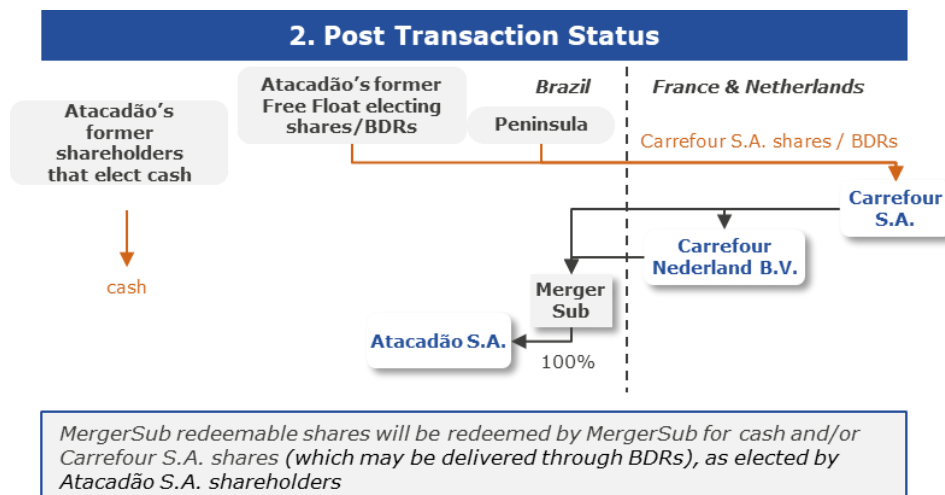 2. Post Transaction Status
Atacadão’s
former
shareholders
that elect cash
Atacadão’s former
Free Float electing
shares/BDRs
Brazil
Peninsula
France & Netherlands
Carrefour S.A. shares / BDRs
Carrefour
S.A.
Carrefour
Nederland B.V.
cash
Merger
Sub
Atacadão S.A.
100%
MergerSub redeemable shares will be redeemed by MergerSub for cash and/or
Carrefour S.A. shares (which may be delivered through BDRs), as elected by
Atacadão S.A. shareholders